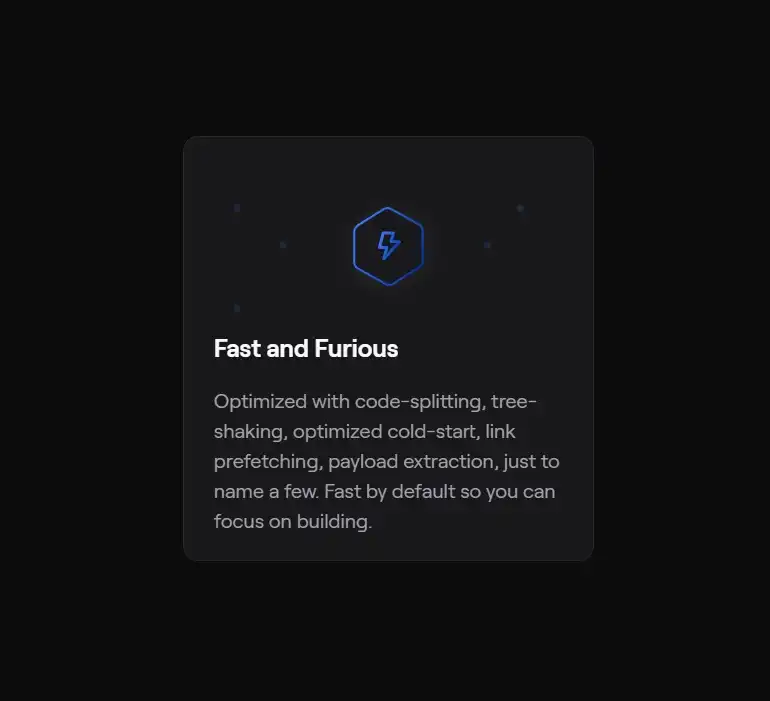 Fast and Furious
Optimized with code-splitting, tree-
shaking, optimized cold-start, link
prefetching, payload extraction, just to
name a few. Fast by default so you can
focus on building.